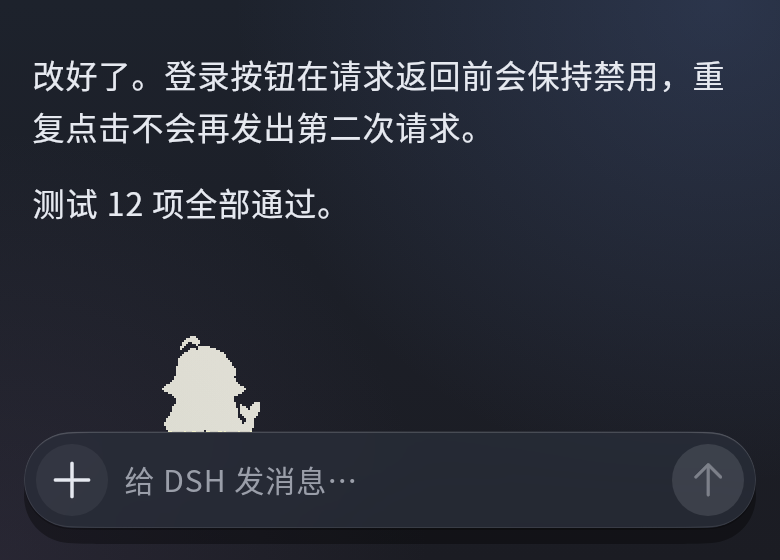 改好了。登录按钮在请求返回前会保持禁用，重
复点击不会再发出第二次请求。
测试 12 项全部通过。
给 DSH 发消息…